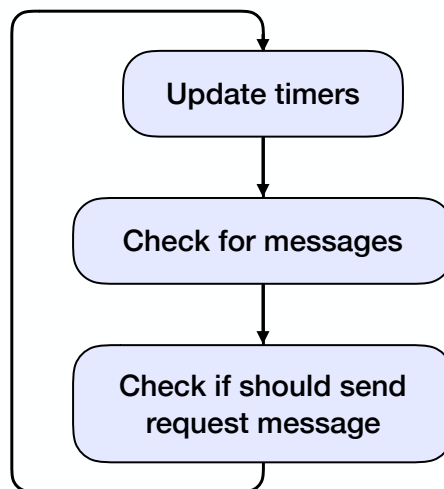 Update timers
Check for messages
Check if should send
request message